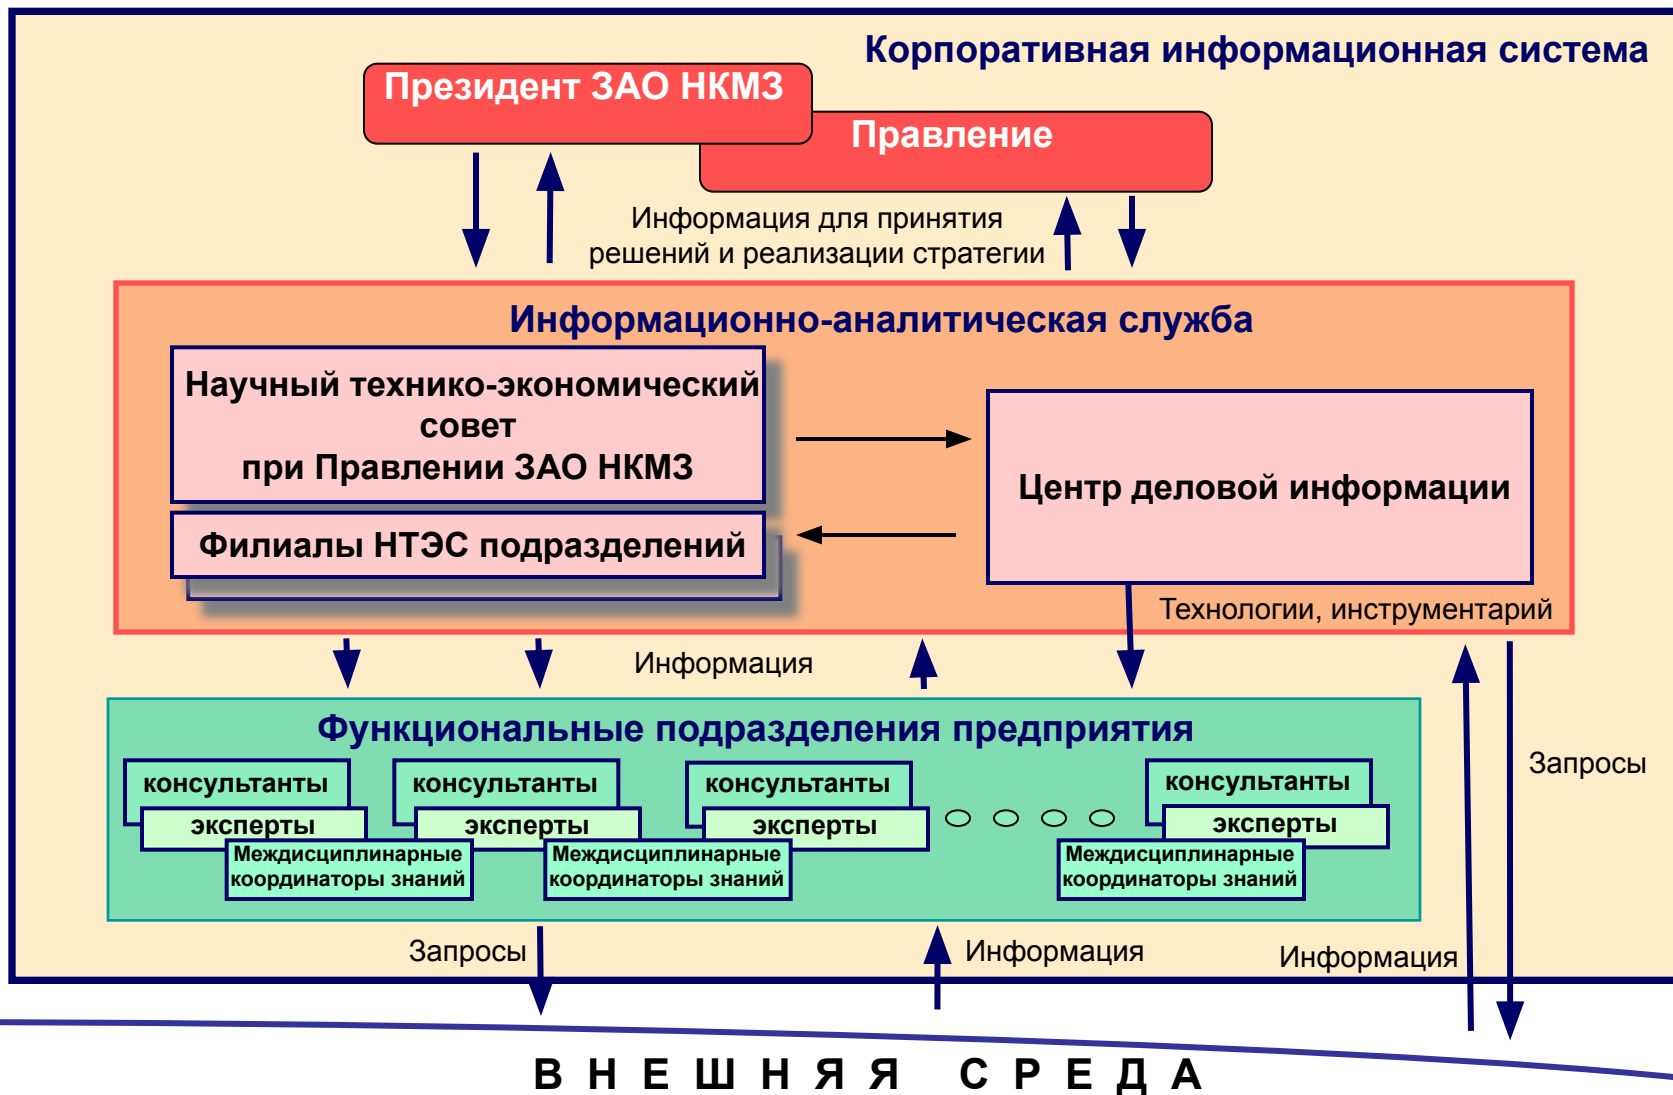 Корпоративная информационная система
Президент ЗАО НКМЗ
Правление
Информация для принятия
решений и реализации стратегии
Информационно-аналитическая служба
Научный технико-экономический
совет
при Правлении ЗАО НКМЗ
Филиалы НТЭС подразделений
Центр деловой информации
Технологии, инструментарий
Информация
Функциональные подразделения предприятия
консультанты
эксперты
Междисциплинарные
координаторы знаний
консультанты
эксперты
Междисциплинарные
координаторы знаний
консультанты
эксперты
консультанты
эксперты
Междисциплинарные
координаторы знаний
Запросы
Запросы
Информация
Информация
ВНЕШНЯЯ СРЕДА